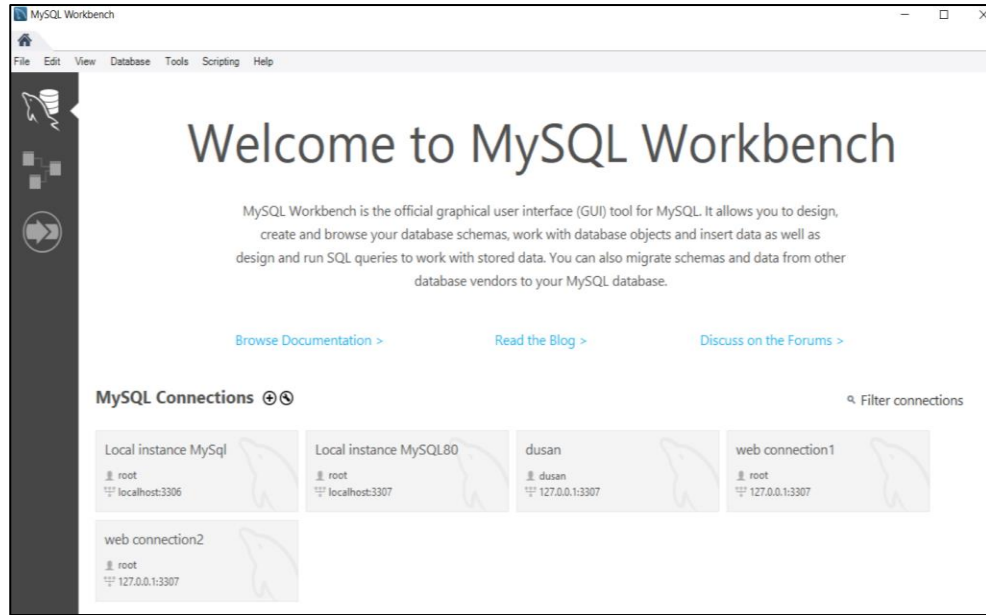 MySQL Workbench
File Edit View Database Tools Scripting Help
Welcome to MySQL Workbench
MySQL Workbench is the official graphical user interface (GUI) tool for MySQL. It allows you to design,
create and browse your database schemas, work with database objects and insert data as well as
design and run SQL queries to work with stored data. You can also migrate schemas and data from other
database vendors to your MySQL database.
Browse Documentation > Read the Blog > Discuss on the Forums >
MySQL Connections Filter connections
Local instance MySql
root
localhost:3306
Local instance MySQL80
root
localhost:3307
dusan
dusan
127.0.0.1:3307
web connection1
root
127.0.0.1:3307
web connection2
root
127.0.0.1:3307